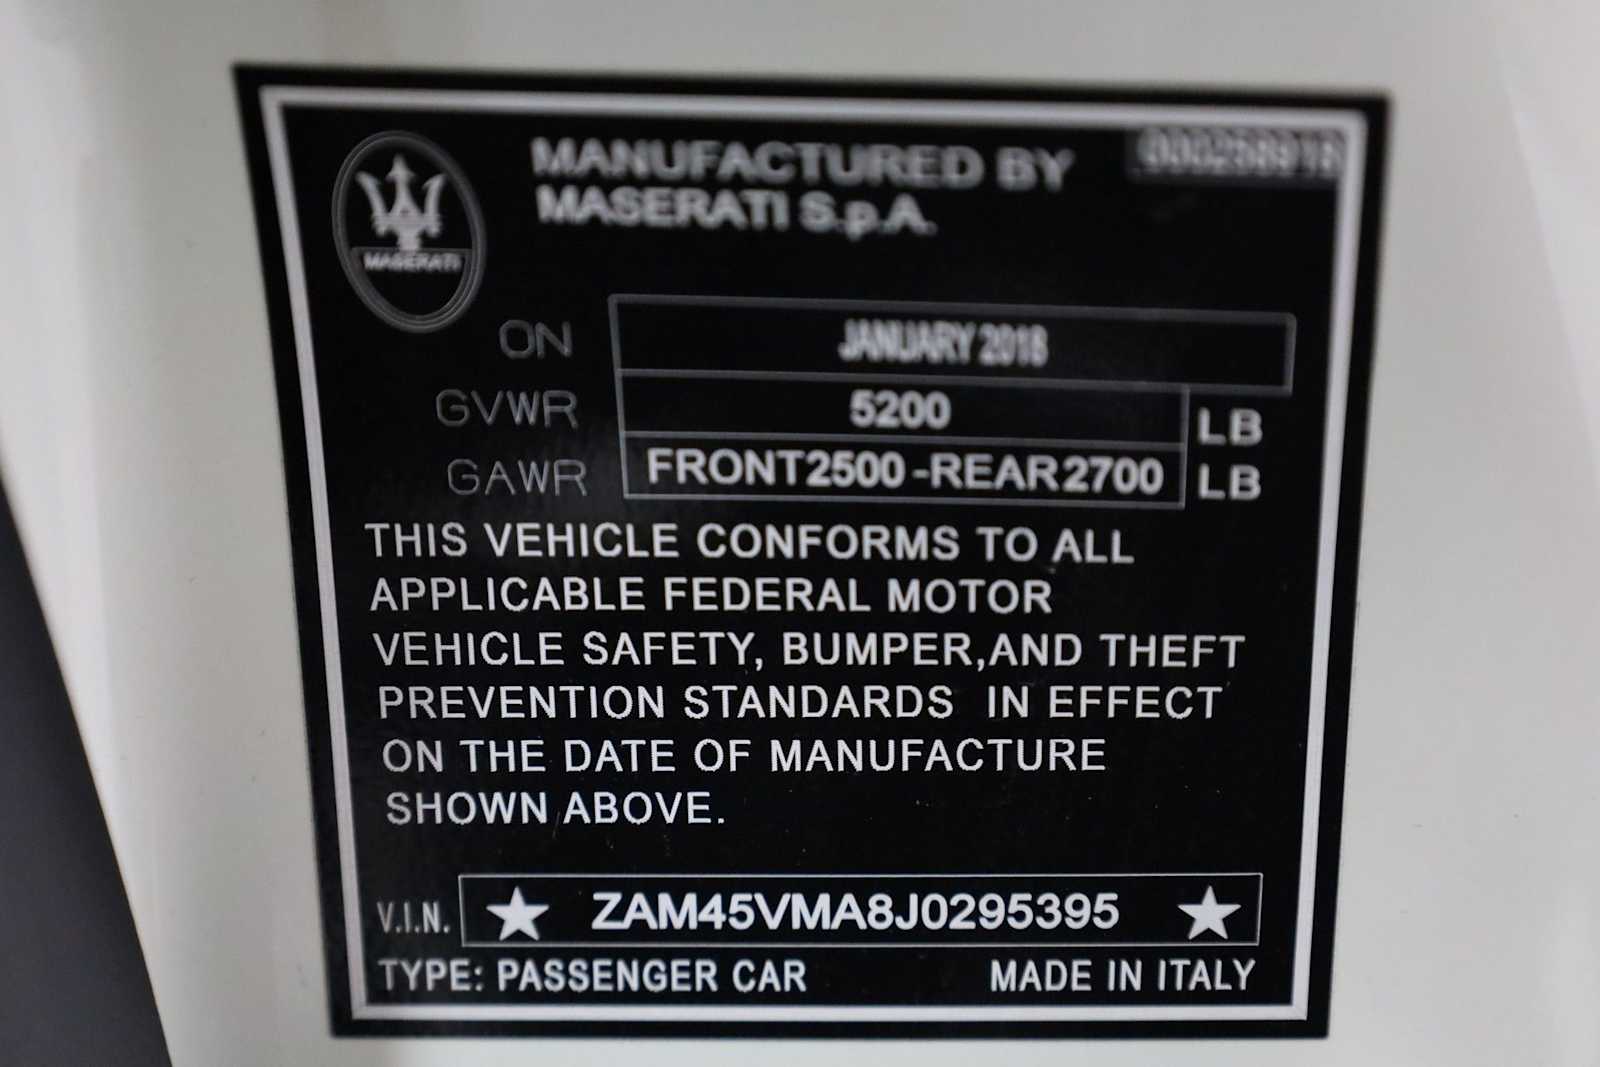 MANUFACTURED BY
MASERATI S.p.A.
MASERATI
ON JANUARY 2018
GVWR 5200 LB
GAWR FRONT2500-REAR2700 LB
THIS VEHICLE CONFORMS TO ALL
APPLICABLE FEDERAL MOTOR
VEHICLE SAFETY, BUMPER,AND THEFT
PREVENTION STANDARDS IN EFFECT
ON THE DATE OF MANUFACTURE
SHOWN ABOVE.
V.I.N. ★ ZAM45VMA8J0295395 ★
TYPE: PASSENGER CAR MADE IN ITALY